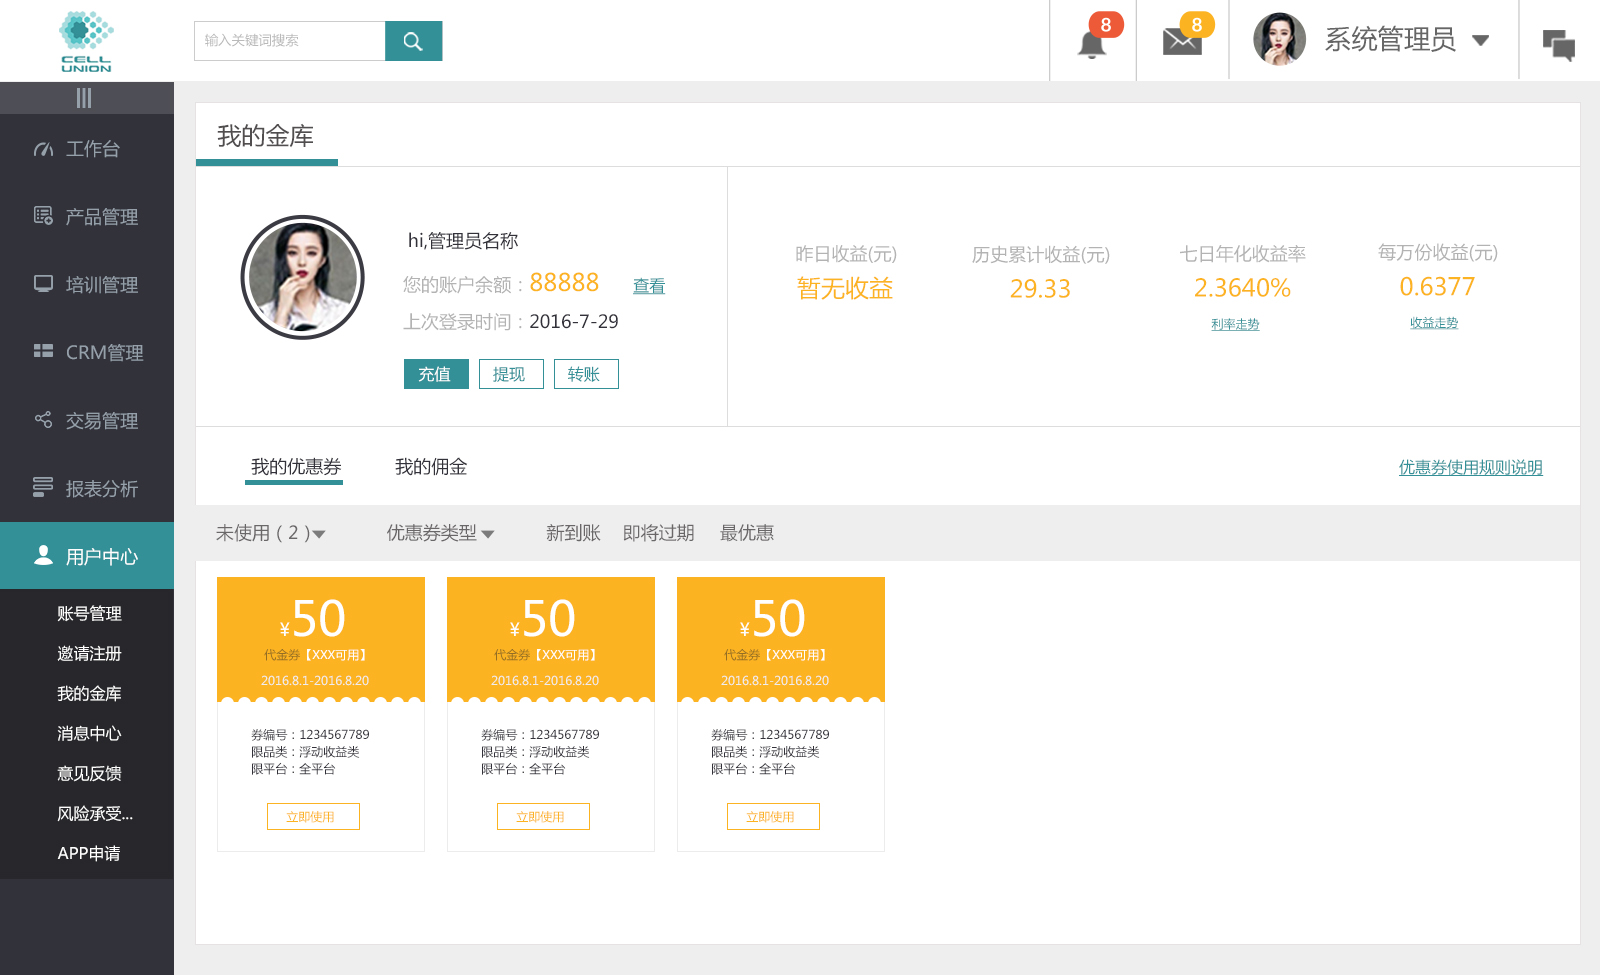 CELL
UNION
输入关键词搜索
8
8
系统管理员
工作台
产品管理
培训管理
CRM管理
交易管理
报表分析
用户中心
账号管理
邀请注册
我的金库
消息中心
意见反馈
风险承受...
APP申请
我的金库
hi,管理员名称
您的账户余额：88888 查看
上次登录时间：2016-7-29
充值 提现 转账
昨日收益(元)
暂无收益
历史累计收益(元)
29.33
七日年化收益率
2.3640%
利率走势
每万份收益(元)
0.6377
收益走势
我的优惠券 我的佣金 优惠券使用规则说明
未使用 ( 2 ) 优惠券类型 新到账 即将过期 最优惠
¥50
代金券【XXX可用】
2016.8.1-2016.8.20
券编号：1234567789
限品类：浮动收益类
限平台：全平台
立即使用
¥50
代金券【XXX可用】
2016.8.1-2016.8.20
券编号：1234567789
限品类：浮动收益类
限平台：全平台
立即使用
¥50
代金券【XXX可用】
2016.8.1-2016.8.20
券编号：1234567789
限品类：浮动收益类
限平台：全平台
立即使用